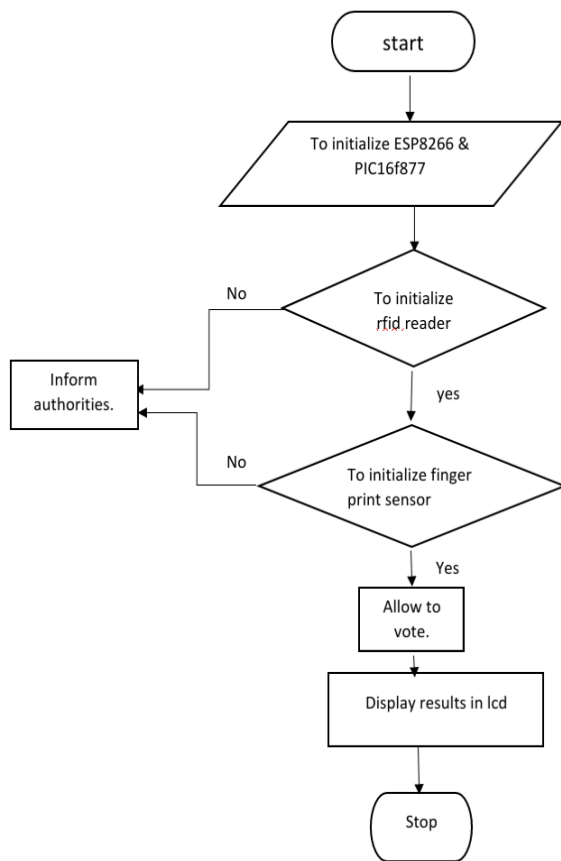 start
To initialize ESP8266 &
PIC16f877
No
To initialize
rfid reader
Inform
authorities.
yes
No
To initialize finger
print sensor
Yes
Allow to
vote.
Display results in lcd
Stop